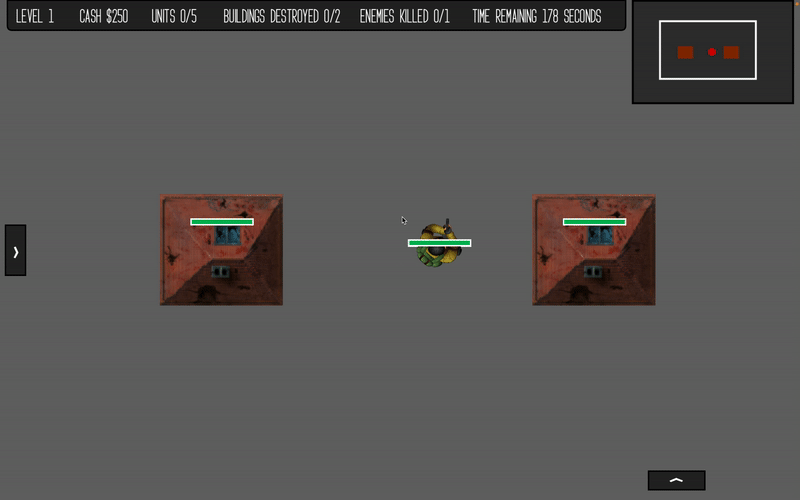 LEVEL 1 CASH $250 UNITS 0/5 BUILDINGS DESTROYED 0/2 ENEMIES KILLED 0/1 TIME REMAINING 178 SECONDS